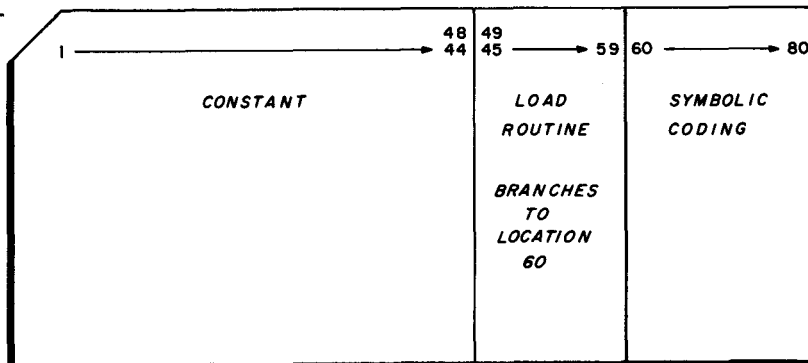 48 49
1 → 44 45 → 59 60 → 80
CONSTANT
LOAD
ROUTINE
BRANCHES
TO
LOCATION
60
SYMBOLIC
CODING